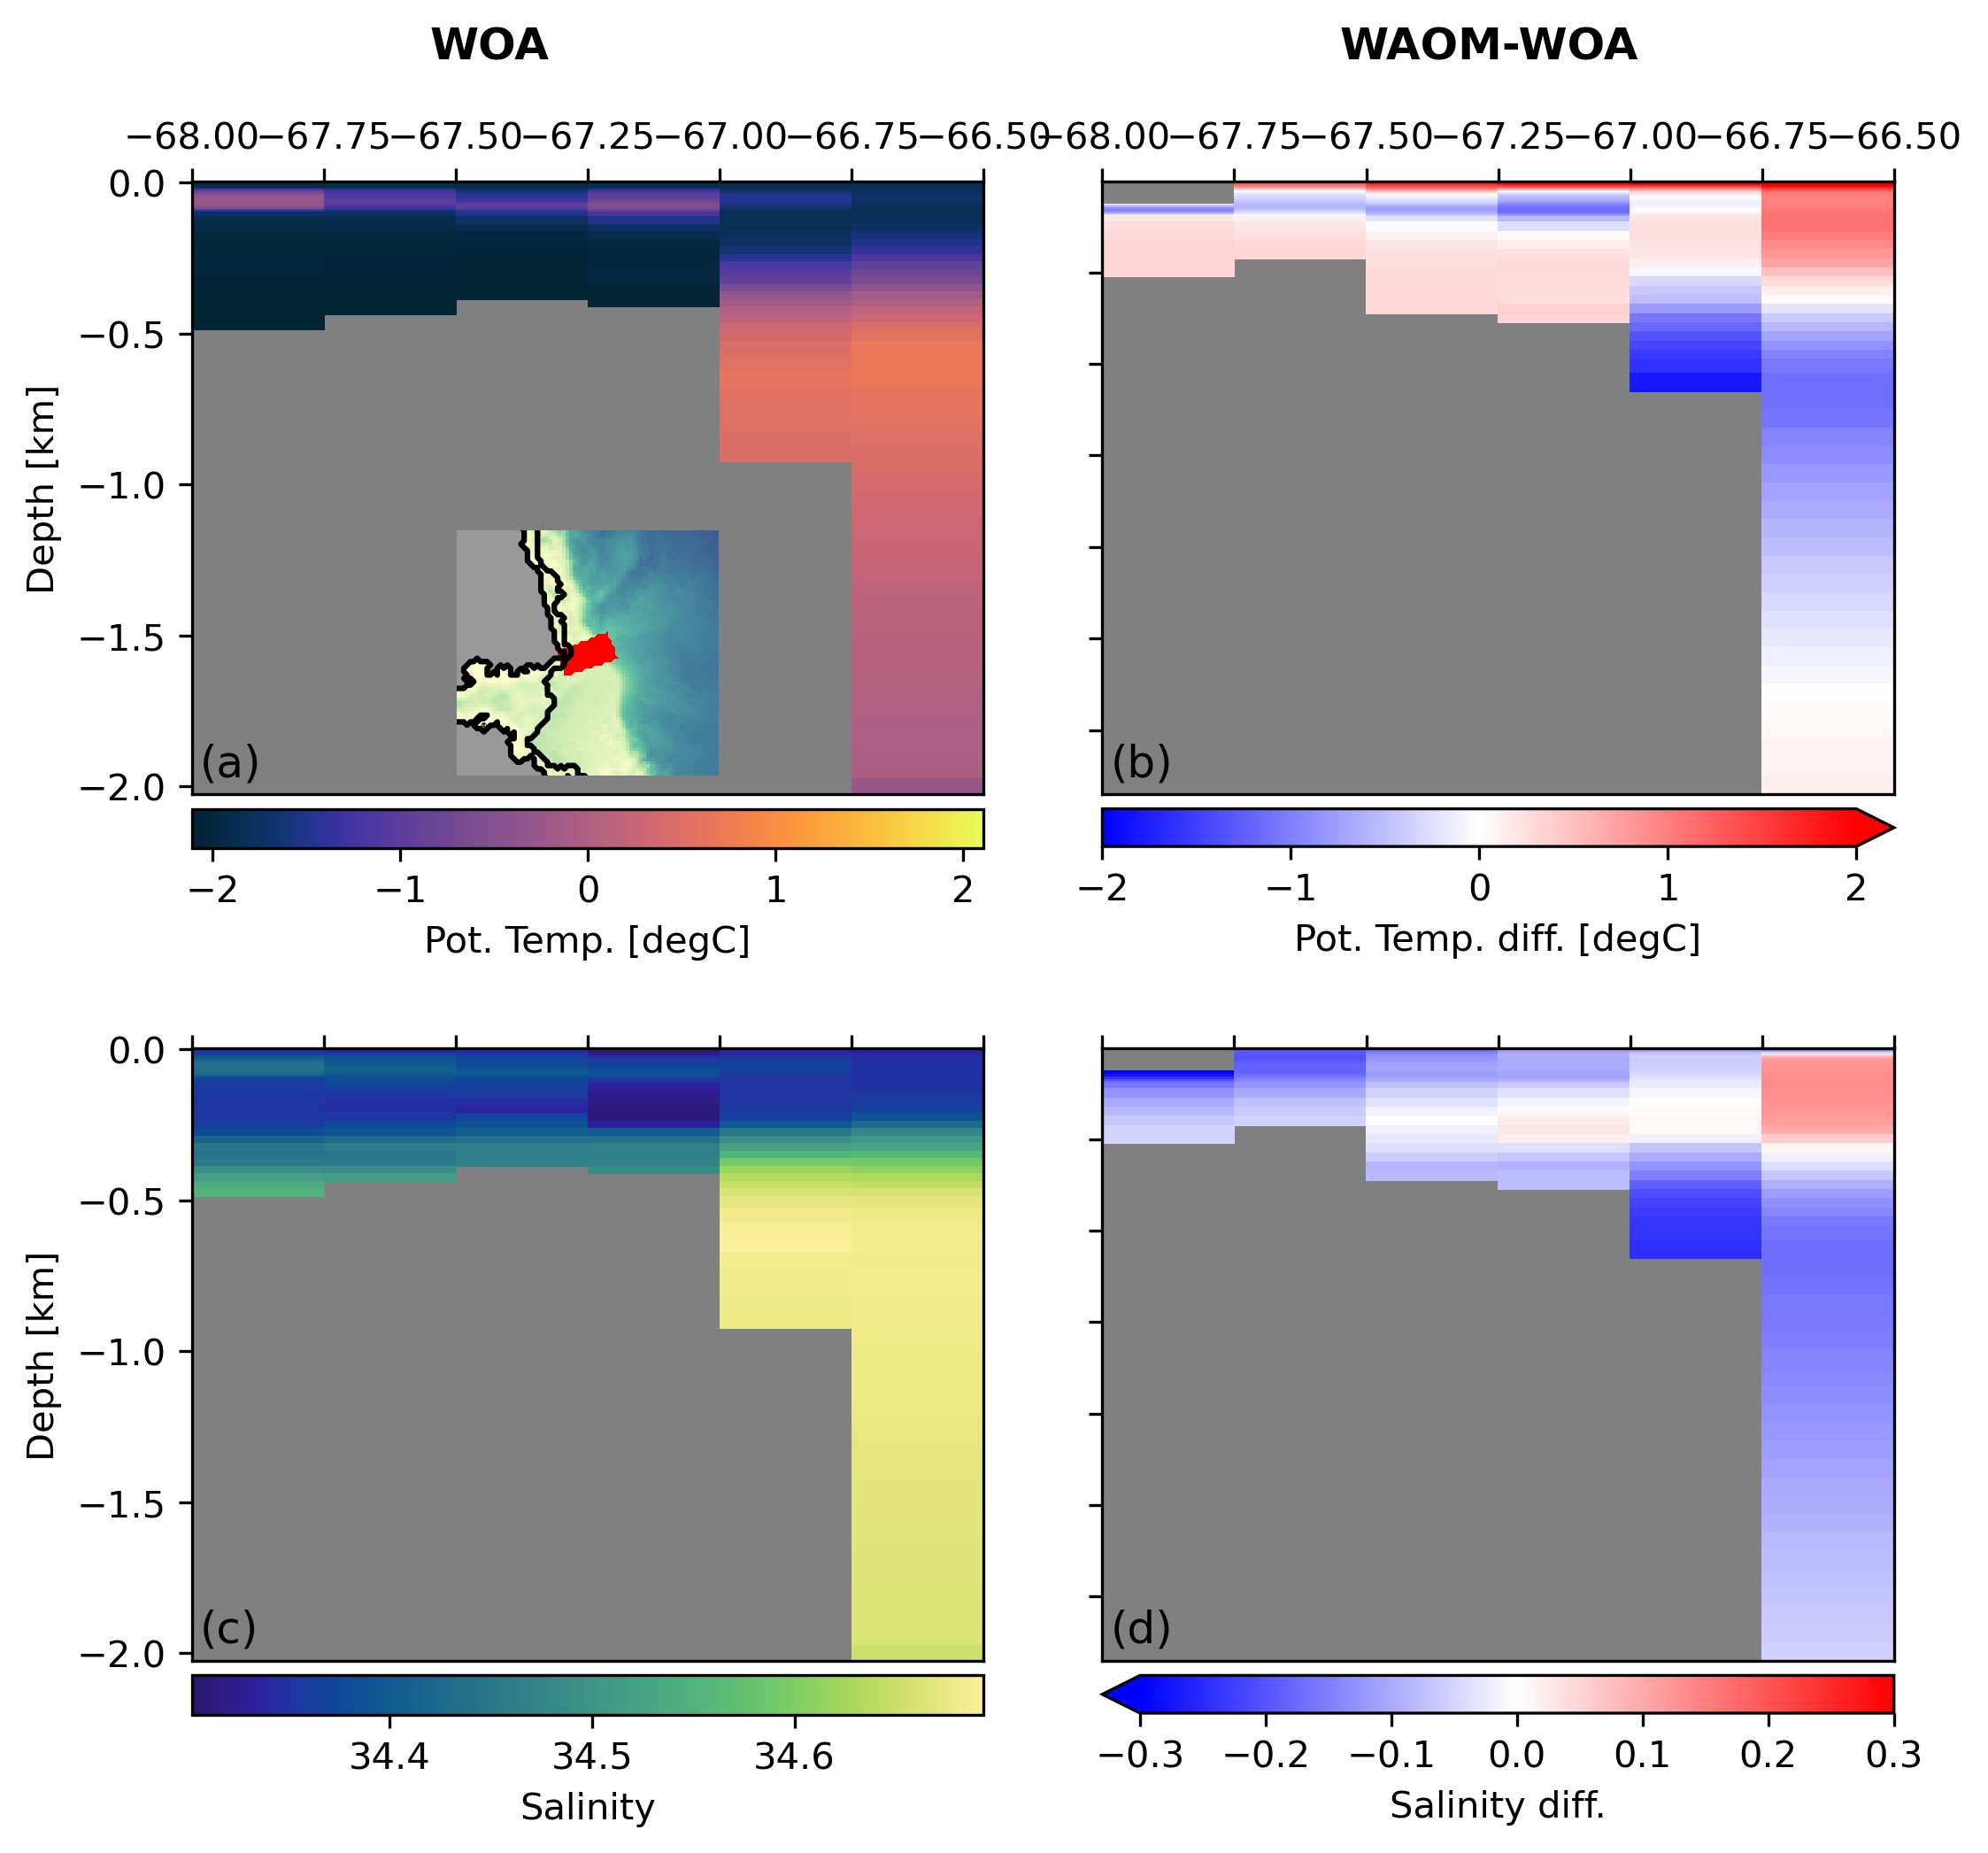 WOA
WAOM-WOA
−68.00 −67.75 −67.50 −67.25 −67.00 −66.75 −66.50
−68.00 −67.75 −67.50 −67.25 −67.00 −66.75 −66.50
0.0
−0.5
−1.0
−1.5
−2.0
Depth [km]
(a)
(b)
−2 −1 0 1 2
Pot. Temp. [degC]
−2 −1 0 1 2
Pot. Temp. diff. [degC]
0.0
−0.5
−1.0
−1.5
−2.0
Depth [km]
(c)
(d)
34.4 34.5 34.6
Salinity
−0.3 −0.2 −0.1 0.0 0.1 0.2 0.3
Salinity diff.